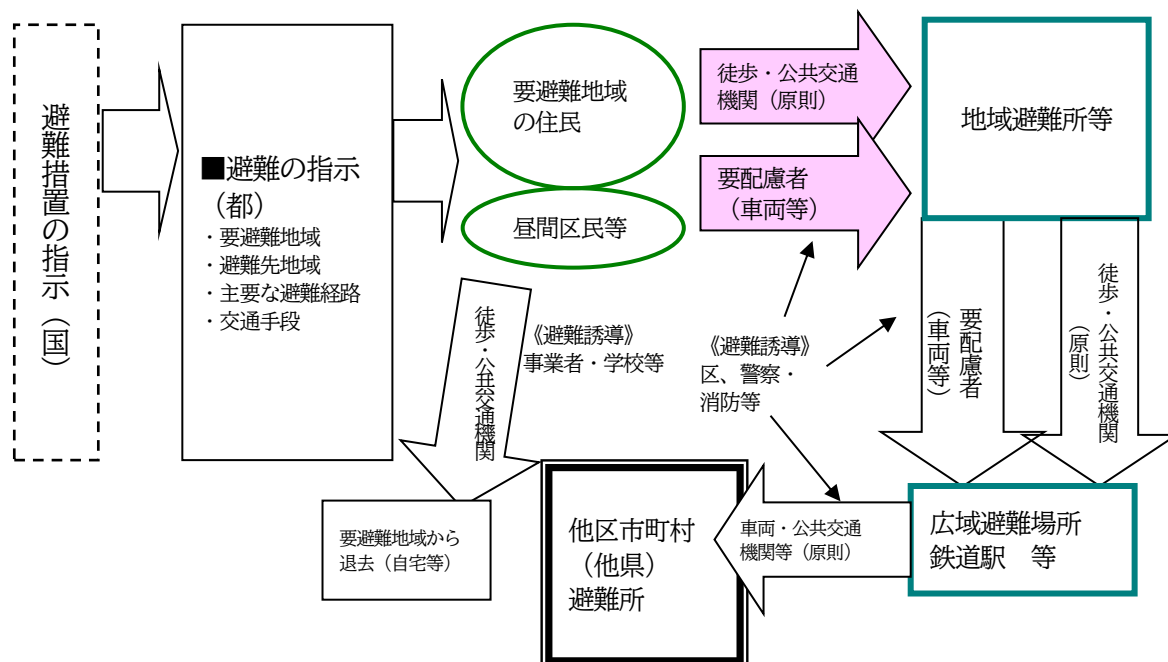 避難措置の指示（国）
■避難の指示
（都）
・要避難地域
・避難先地域
・主要な避難経路
・交通手段
要避難地域
の住民
昼間区民等
徒歩・公共交通
機関（原則）
要配慮者
（車両等）
地域避難所等
徒歩・公共交通機関
《避難誘導》
事業者・学校等
《避難誘導》
区、警察・
消防等
要配慮者
（車両等）
徒歩・公共交通機関
（原則）
要避難地域から
退去（自宅等）
他区市町村
（他県）
避難所
車両・公共交通
機関等（原則）
広域避難場所
鉄道駅　等